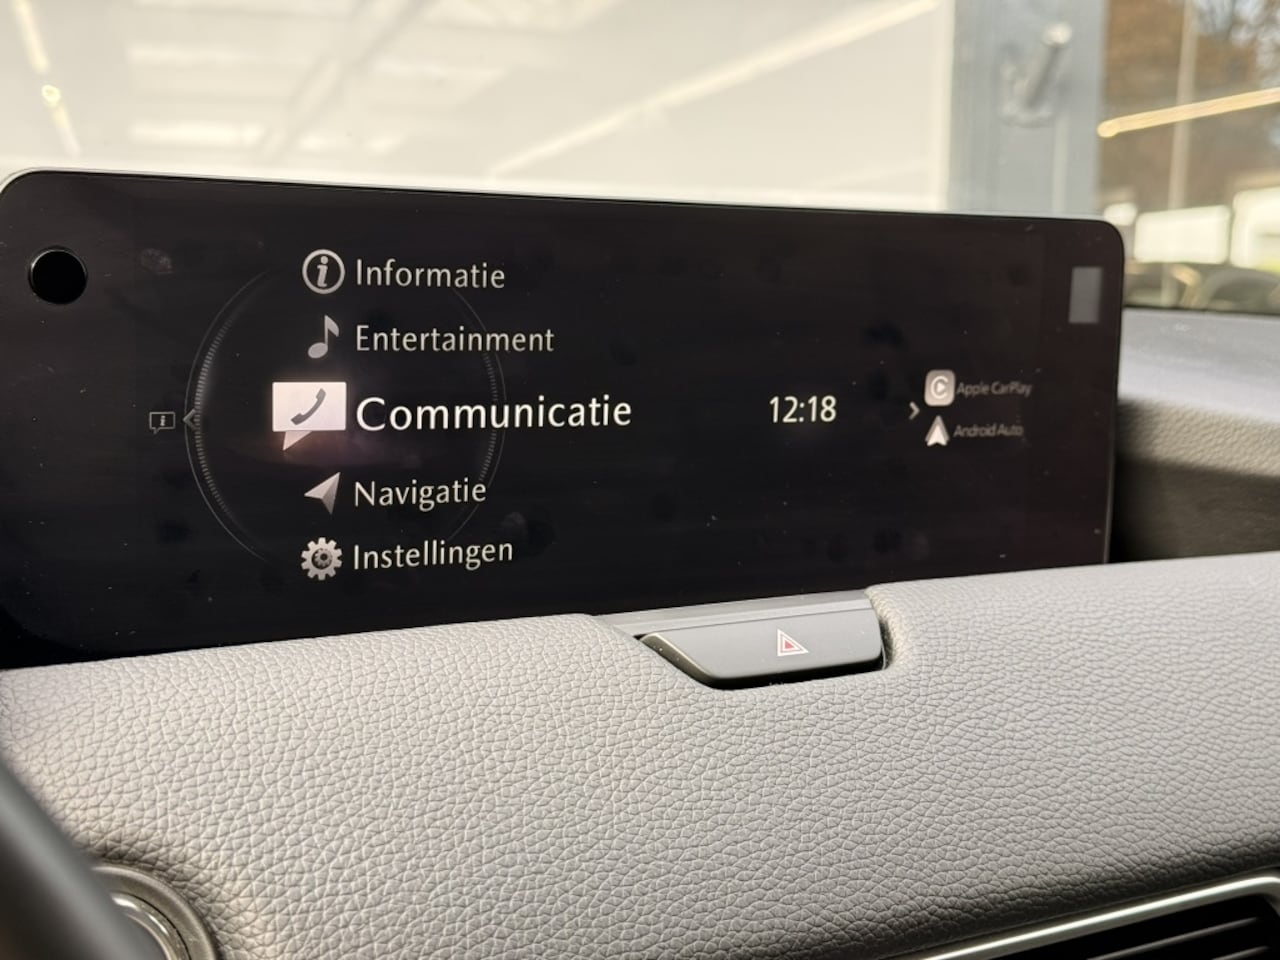 Informatie
Entertainment
Communicatie
12:18
Apple CarPlay
Android Auto
Navigatie
Instellingen